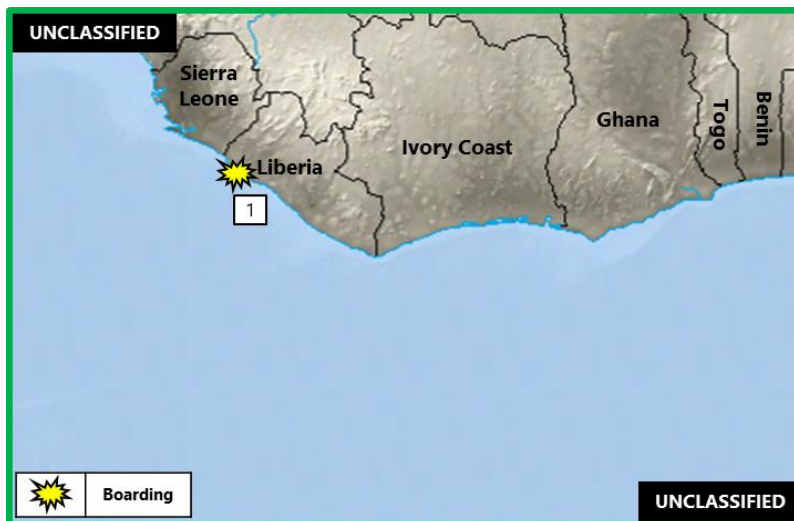 UNCLASSIFIED
Sierra
Leone
Liberia
Ivory Coast
Ghana
Togo
Benin
1
Boarding
UNCLASSIFIED